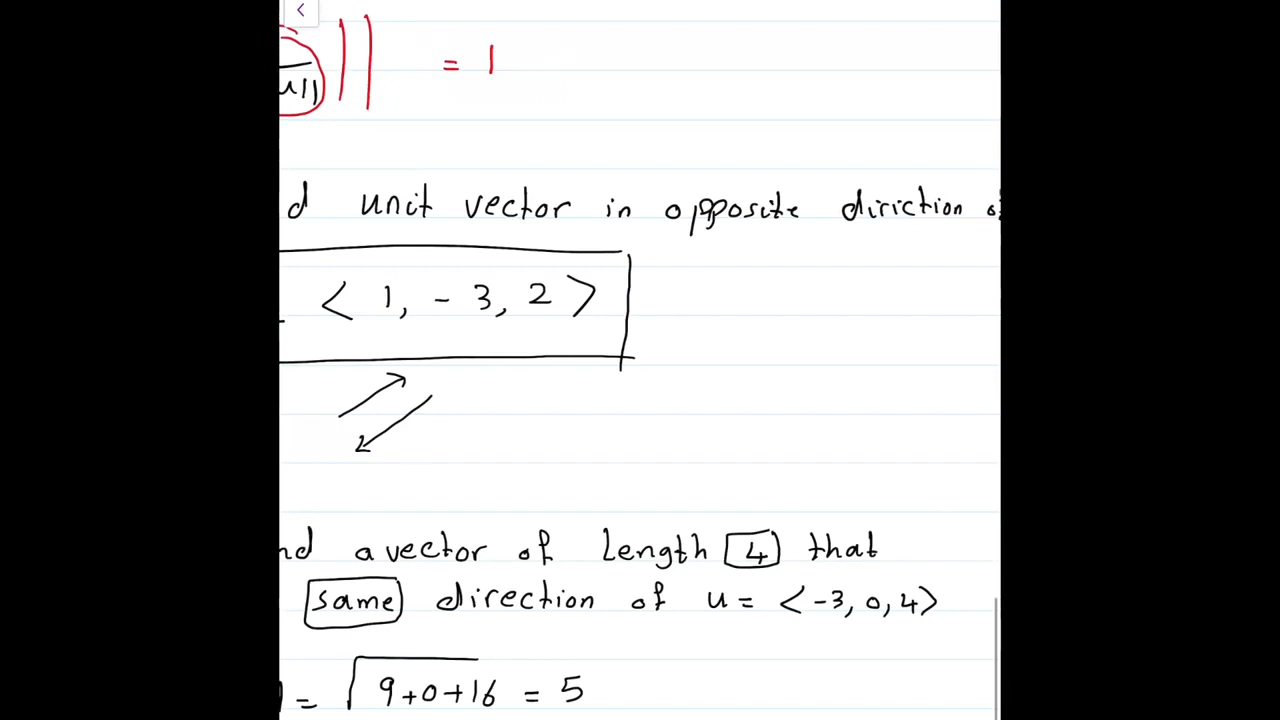 = 1
unit vector in opposite diriction
< 1, - 3, 2 >
a vector of length 4 that
same direction of u = < -3, 0, 4 >
= √9+0+16 = 5